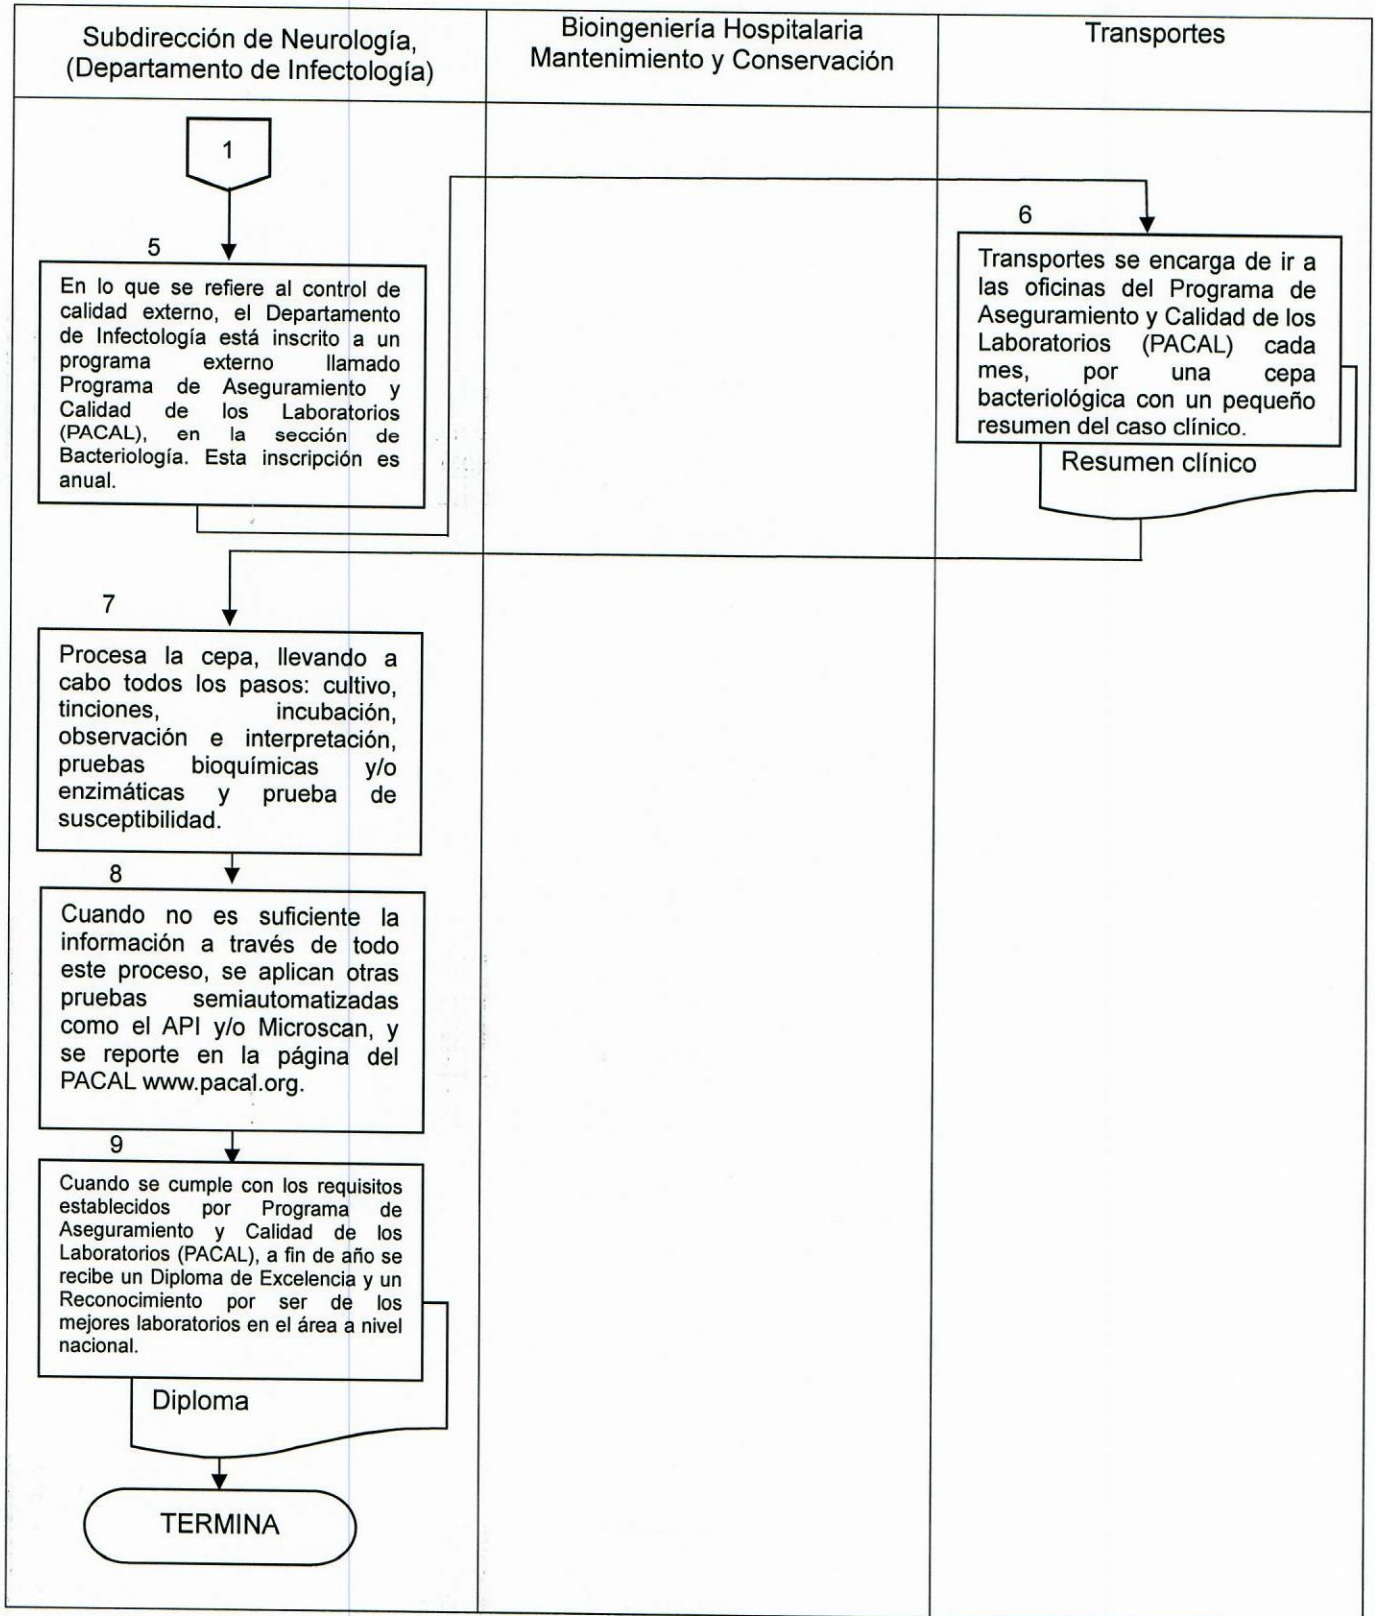 Subdirección de Neurología,
(Departamento de Infectología)
Bioingeniería Hospitalaria
Mantenimiento y Conservación
Transportes
1
5
En lo que se refiere al control de
calidad externo, el Departamento
de Infectología está inscrito a un
programa externo llamado
Programa de Aseguramiento y
Calidad de los Laboratorios
(PACAL), en la sección de
Bacteriología. Esta inscripción es
anual.
6
Transportes se encarga de ir a
las oficinas del Programa de
Aseguramiento y Calidad de los
Laboratorios (PACAL) cada
mes, por una cepa
bacteriológica con un pequeño
resumen del caso clínico.
Resumen clínico
7
Procesa la cepa, llevando a
cabo todos los pasos: cultivo,
tinciones, incubación,
observación e interpretación,
pruebas bioquímicas y/o
enzimáticas y prueba de
susceptibilidad.
8
Cuando no es suficiente la
información a través de todo
este proceso, se aplican otras
pruebas semiautomatizadas
como el API y/o Microscan, y
se reporte en la página del
PACAL www.pacal.org.
9
Cuando se cumple con los requisitos
establecidos por Programa de
Aseguramiento y Calidad de los
Laboratorios (PACAL), a fin de año se
recibe un Diploma de Excelencia y un
Reconocimiento por ser de los
mejores laboratorios en el área a nivel
nacional.
Diploma
TERMINA